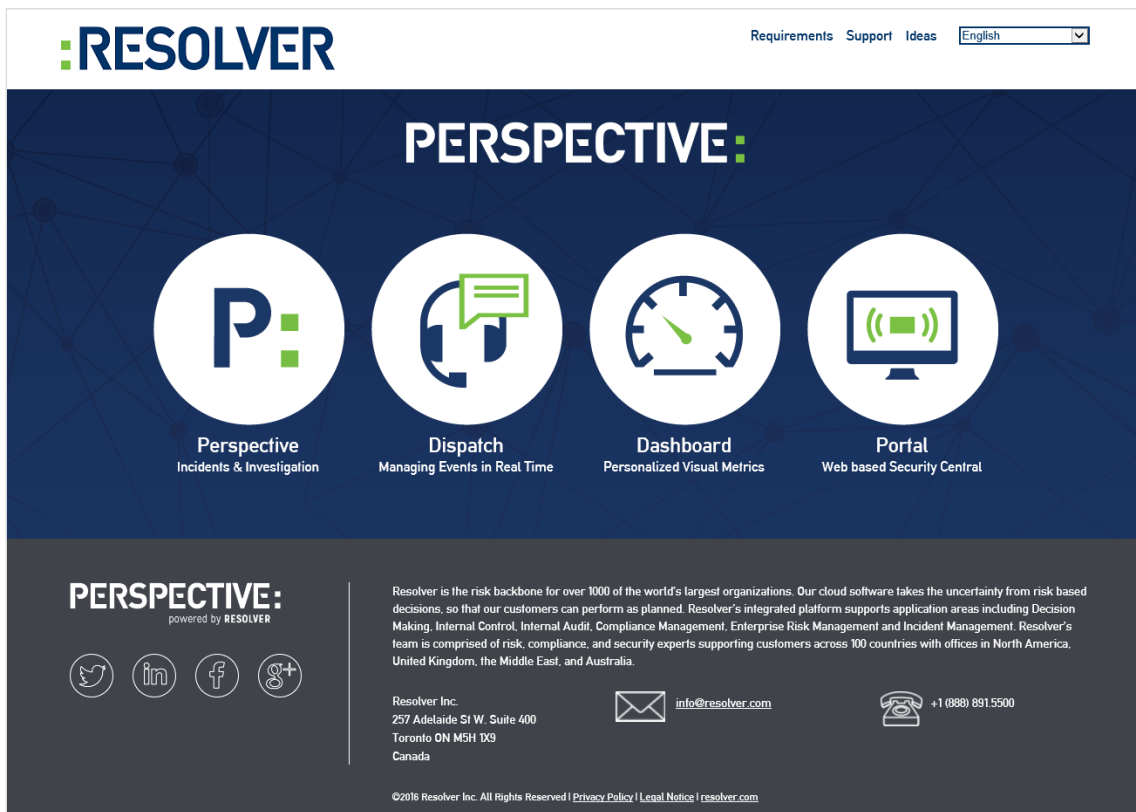 :RESOLVER
Requirements Support Ideas English
PERSPECTIVE:
P:
Perspective
Incidents & Investigation
Dispatch
Managing Events in Real Time
Dashboard
Personalized Visual Metrics
Portal
Web based Security Central
PERSPECTIVE:
powered by RESOLVER
in f g+
Resolver is the risk backbone for over 1000 of the world's largest organizations. Our cloud software takes the uncertainty from risk based
decisions, so that our customers can perform as planned. Resolver's integrated platform supports application areas including Decision
Making, Internal Control, Internal Audit, Compliance Management, Enterprise Risk Management and Incident Management. Resolver's
team is comprised of risk, compliance, and security experts supporting customers across 100 countries with offices in North America,
United Kingdom, the Middle East, and Australia.
Resolver Inc.
257 Adelaide St W. Suite 400
Toronto ON M5H 1X9
Canada
info@resolver.com
+1 (888) 891.5500
©2016 Resolver Inc. All Rights Reserved | Privacy Policy | Legal Notice | resolver.com